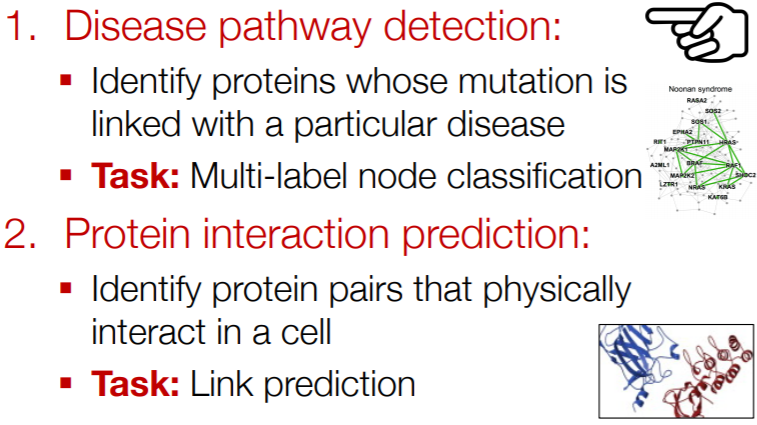 1. Disease pathway detection:
▪ Identify proteins whose mutation is
linked with a particular disease
▪ Task: Multi-label node classification
Noonan syndrome
RASA2
SOS2
SOS1
EPHA2
RIT1 PTPN11 HRAS
MAP2K1
A2ML1 BRAF RAF1
MAP2K2 SHOC2
LZTR1 NRAS KRAS
KAT6B
2. Protein interaction prediction:
▪ Identify protein pairs that physically
interact in a cell
▪ Task: Link prediction